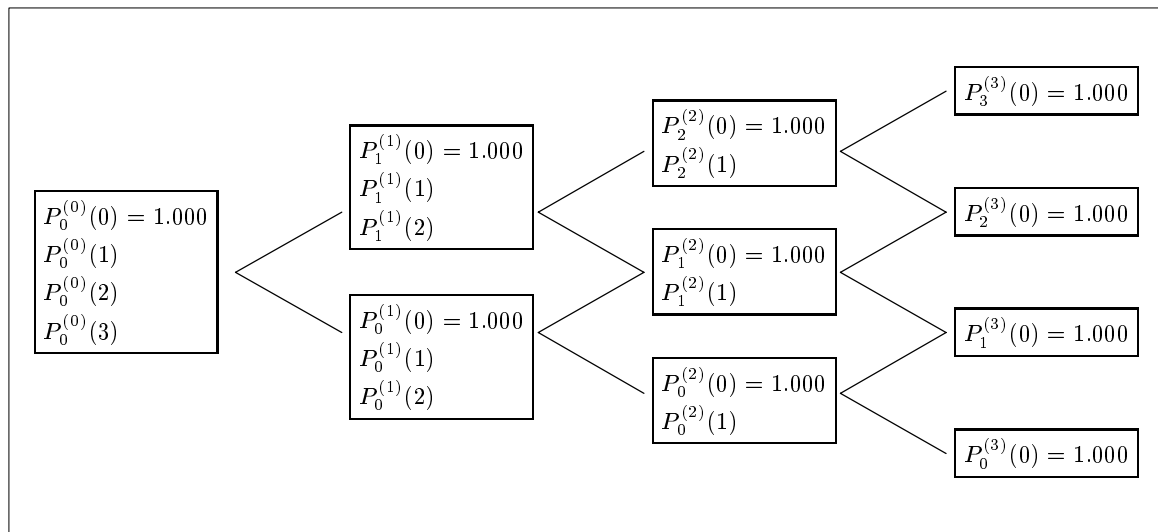 P_0^{(0)}(0) = 1.000
P_0^{(0)}(1)
P_0^{(0)}(2)
P_0^{(0)}(3)
P_1^{(1)}(0) = 1.000
P_1^{(1)}(1)
P_1^{(1)}(2)
P_0^{(1)}(0) = 1.000
P_0^{(1)}(1)
P_0^{(1)}(2)
P_2^{(2)}(0) = 1.000
P_2^{(2)}(1)
P_1^{(2)}(0) = 1.000
P_1^{(2)}(1)
P_0^{(2)}(0) = 1.000
P_0^{(2)}(1)
P_3^{(3)}(0) = 1.000
P_2^{(3)}(0) = 1.000
P_1^{(3)}(0) = 1.000
P_0^{(3)}(0) = 1.000